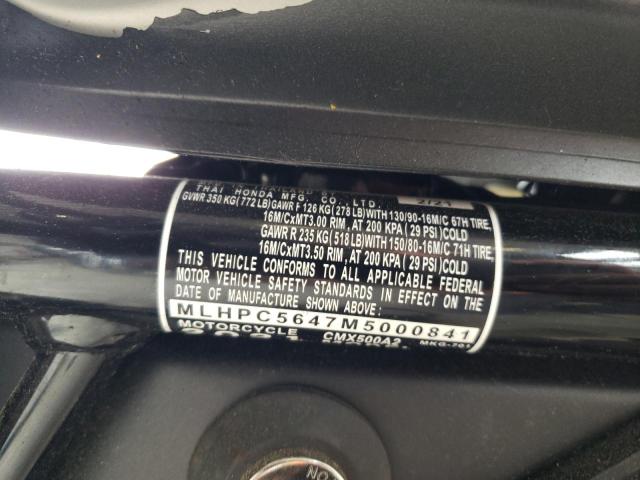 THAI HONDA MFG. CO., LTD. 2/21
GVWR 350 KG(772 LB)GAWR F 126 KG(278 LB)WITH 130/90-16M/C 67H TIRE,
16M/CxMT3.00 RIM, AT 200 KPA(29 PSI)COLD
GAWR R 235 KG(518 LB)WITH 150/80-16M/C 71H TIRE,
16M/CxMT3.50 RIM, AT 200 KPA(29 PSI)COLD
THIS VEHICLE CONFORMS TO ALL APPLICABLE FEDERAL
MOTOR VEHICLE SAFETY STANDARDS IN EFFECT ON THE
DATE OF MANUFACTURE SHOWN ABOVE:
MLHPC5647M5000841
MOTORCYCLE CMX500A2 MKG-701
2021
NO